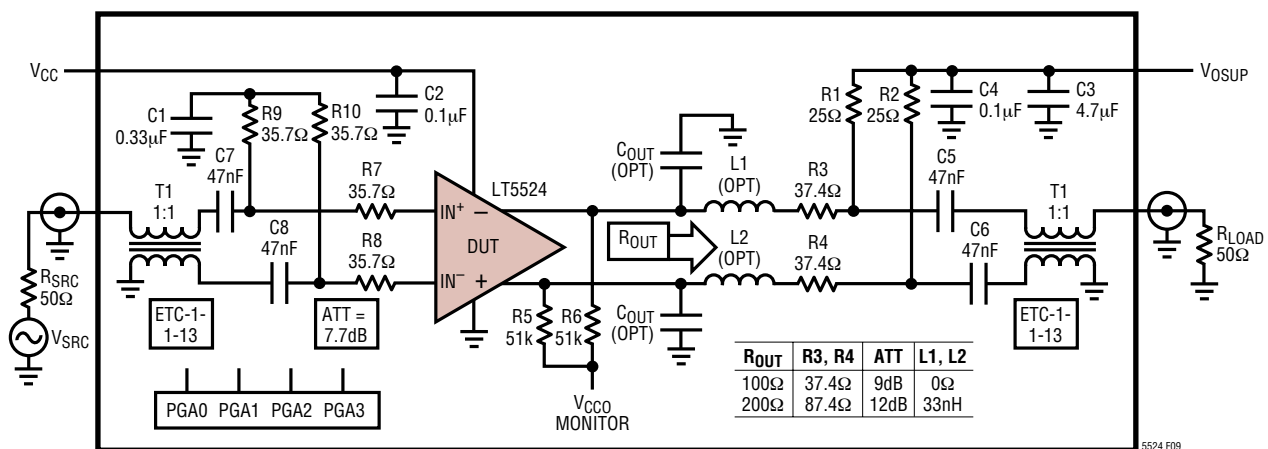 VCC
VOSUP
C1
0.33µF
R9
35.7Ω
R10
35.7Ω
C2
0.1µF
R1
25Ω
R2
25Ω
C4
0.1µF
C3
4.7µF
C7
47nF
T1
1:1
C8
47nF
R7
35.7Ω
R8
35.7Ω
LT5524
IN+
–
DUT
IN–
+
COUT
(OPT)
L1
(OPT)
R3
37.4Ω
C5
47nF
T1
1:1
ROUT
L2
(OPT)
R4
37.4Ω
C6
47nF
RLOAD
50Ω
RSRC
50Ω
VSRC
ETC-1-
1-13
ATT =
7.7dB
R5
51k
R6
51k
COUT
(OPT)
ETC-1-
1-13
PGA0 PGA1 PGA2 PGA3
VCCO
MONITOR
ROUT R3, R4 ATT L1, L2
100Ω 37.4Ω 9dB 0Ω
200Ω 87.4Ω 12dB 33nH
5524 F09